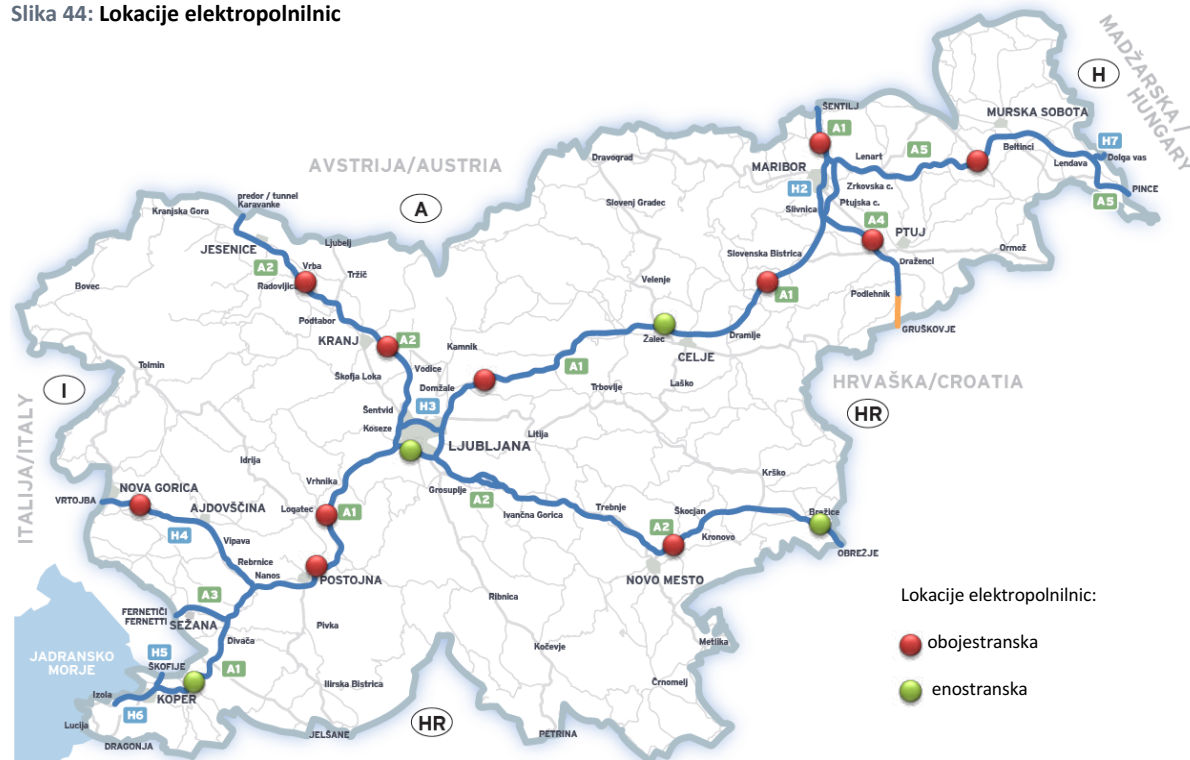 Slika 44: Lokacije elektropolnilnic
MADŽARSKA /
HUNGARY
H
ŠENTILJ
MURSKA SOBOTA
A1
A5
H7
Dravograd
MARIBOR
Lenart
Beltinci
Dolga vas
Lendava
AVSTRIJA/AUSTRIA
H2
Zrkovska c.
PINCE
A5
predor / tunnel
Karavanke
Slovenj Gradec
Slivnica
Ptujska c.
Kranjska Gora
A
A4
PTUJ
JESENICE
Ljubelj
Slovenska Bistrica
Ormož
Draženci
A2
Vrba
Tržič
Velenje
Bovec
Radovljica
A1
Podlehnik
Podtabor
GRUŠKOVJE
KRANJ
A2
Kamnik
Žalec
Dramlje
CELJE
Tolmin
Vodice
A1
Škofja Loka
Domžale
Trbovlje
Laško
HRVAŠKA/CROATIA
I
H3
HR
Šentvid
Koseze
Litija
LJUBLJANA
ITALIJA/ITALY
Idrija
Krško
Vrhnika
Grosuplje
NOVA GORICA
A2
VRTOJBA
AJDOVŠČINA
Logatec
A1
Ivančna Gorica
Trebnje
Škocjan
Brežice
H4
A2
Kronovo
Vipava
OBREŽJE
Rebrnice
Nanos
POSTOJNA
NOVO MESTO
A3
Ribnica
Lokacije elektropolnilnic:
FERNETIČI
FERNETTI
SEŽANA
Pivka
obojestranska
Divača
Metlika
JADRANSKO
MORJE
H5
Kočevje
ŠKOFIJE
A1
enostranska
Izola
KOPER
Ilirska Bistrica
Črnomelj
H6
HR
Lucija
JELŠANE
PETRINA
DRAGONJA